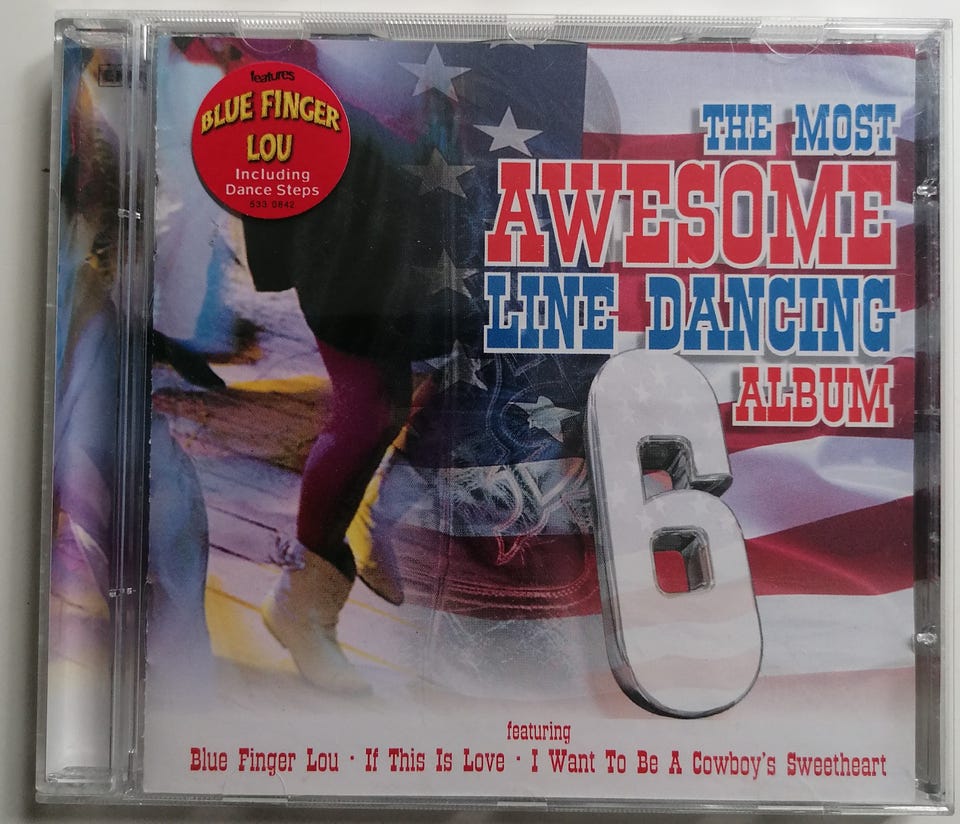 features
BLUE FINGER
LOU
Including
Dance Steps
533 0842
THE MOST
AWESOME
LINE DANCING
ALBUM
6
featuring
Blue Finger Lou · If This Is Love · I Want To Be A Cowboy's Sweetheart